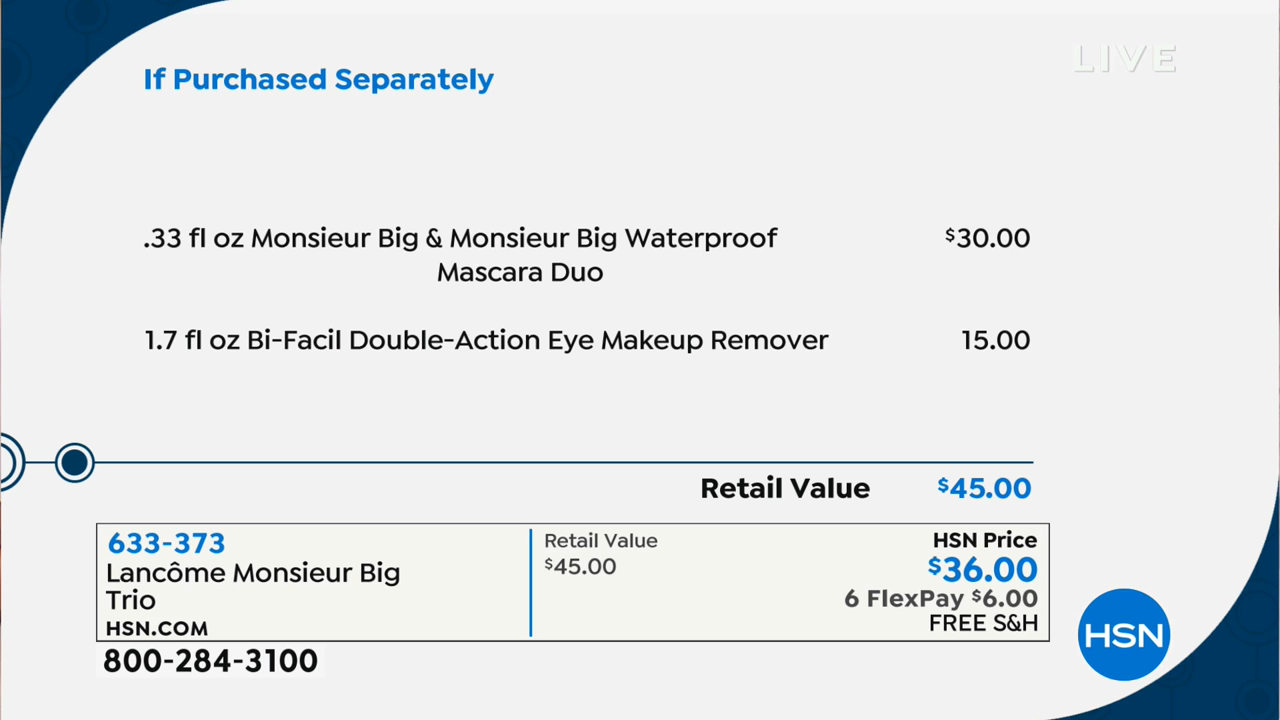 LIVE
If Purchased Separately
.33 fl oz Monsieur Big & Monsieur Big Waterproof $30.00
Mascara Duo
1.7 fl oz Bi-Facil Double-Action Eye Makeup Remover 15.00
Retail Value $45.00
633-373
Lancôme Monsieur Big
Trio
HSN.COM
Retail Value
$45.00
HSN Price
$36.00
6 FlexPay $6.00
FREE S&H
800-284-3100
HSN